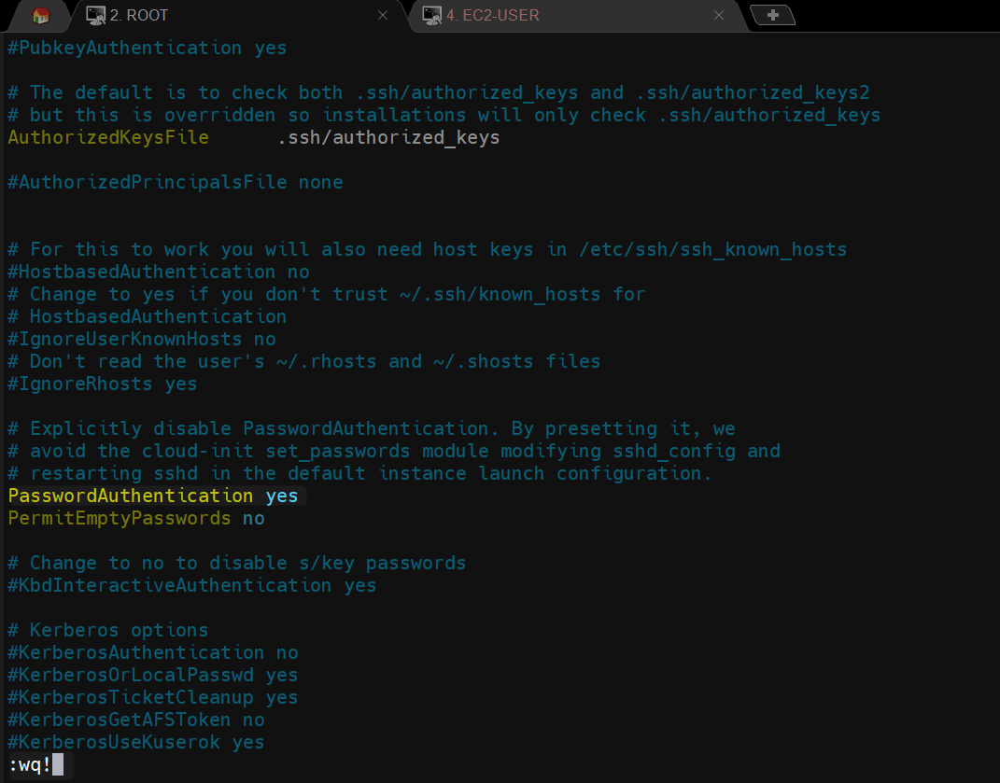 2. ROOT
4. EC2-USER
#PubkeyAuthentication yes
# The default is to check both .ssh/authorized_keys and .ssh/authorized_keys2
# but this is overridden so installations will only check .ssh/authorized_keys
AuthorizedKeysFile      .ssh/authorized_keys
#AuthorizedPrincipalsFile none
# For this to work you will also need host keys in /etc/ssh/ssh_known_hosts
#HostbasedAuthentication no
# Change to yes if you don't trust ~/.ssh/known_hosts for
# HostbasedAuthentication
#IgnoreUserKnownHosts no
# Don't read the user's ~/.rhosts and ~/.shosts files
#IgnoreRhosts yes
# Explicitly disable PasswordAuthentication. By presetting it, we
# avoid the cloud-init set_passwords module modifying sshd_config and
# restarting sshd in the default instance launch configuration.
PasswordAuthentication yes
PermitEmptyPasswords no
# Change to no to disable s/key passwords
#KbdInteractiveAuthentication yes
# Kerberos options
#KerberosAuthentication no
#KerberosOrLocalPasswd yes
#KerberosTicketCleanup yes
#KerberosGetAFSToken no
#KerberosUseKuserok yes
:wq!